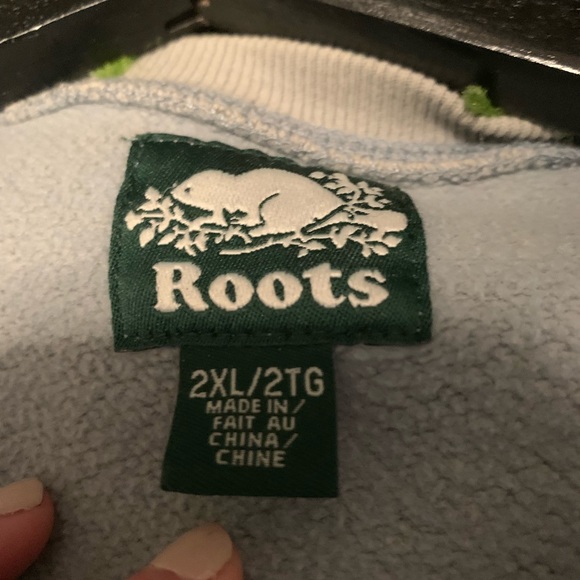 Roots
2XL/2TG
MADE IN/
FAIT AU
CHINA/
CHINE